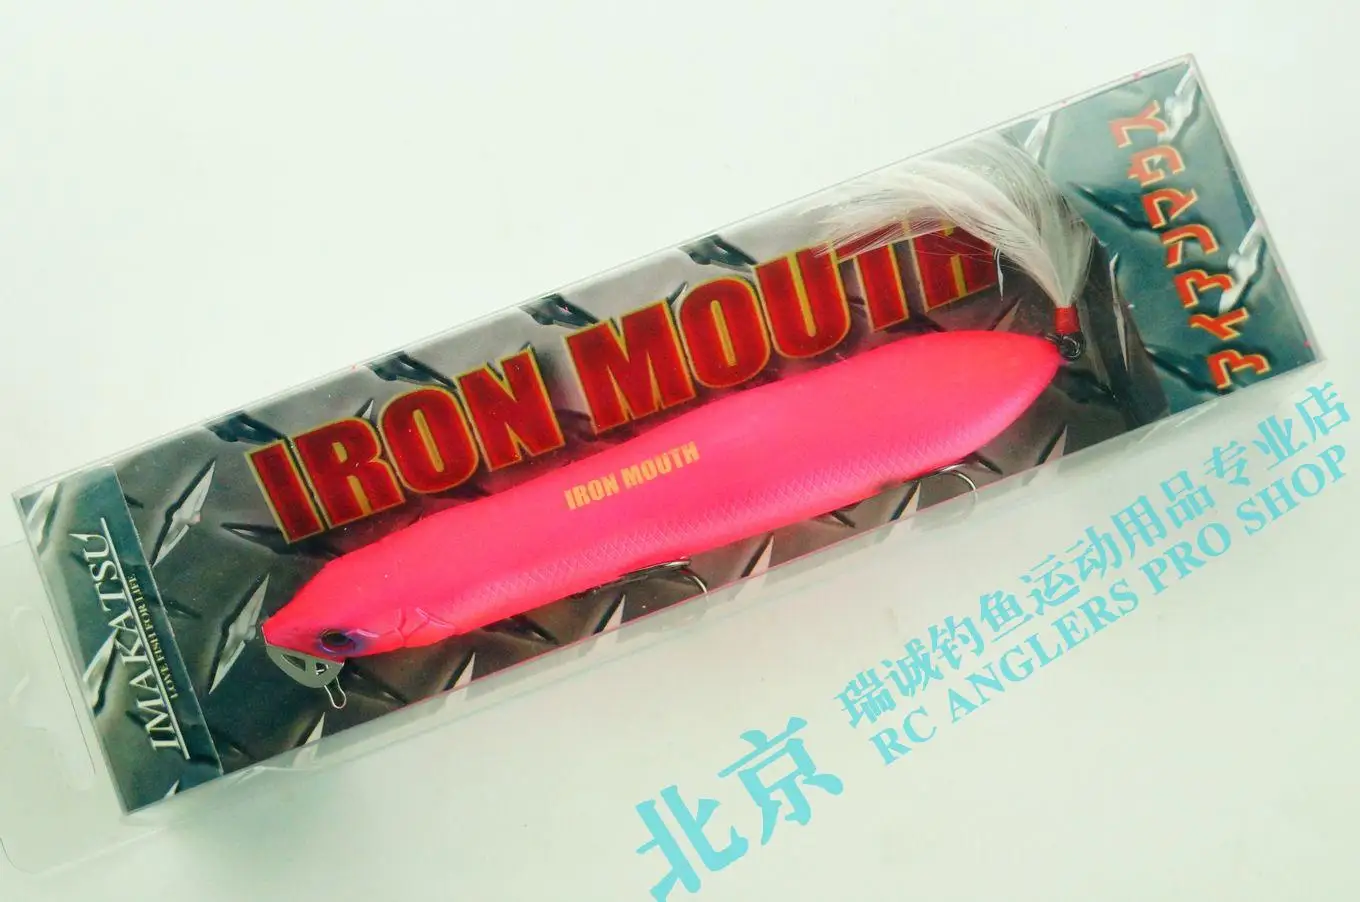 IRON MOUTH
アイアンマウス
IRON MOUTH
IMAKATSU
LOVE FISH FOR LIFE
北京
瑞诚钓鱼运动用品专业店
RC ANGLERS PRO SHOP